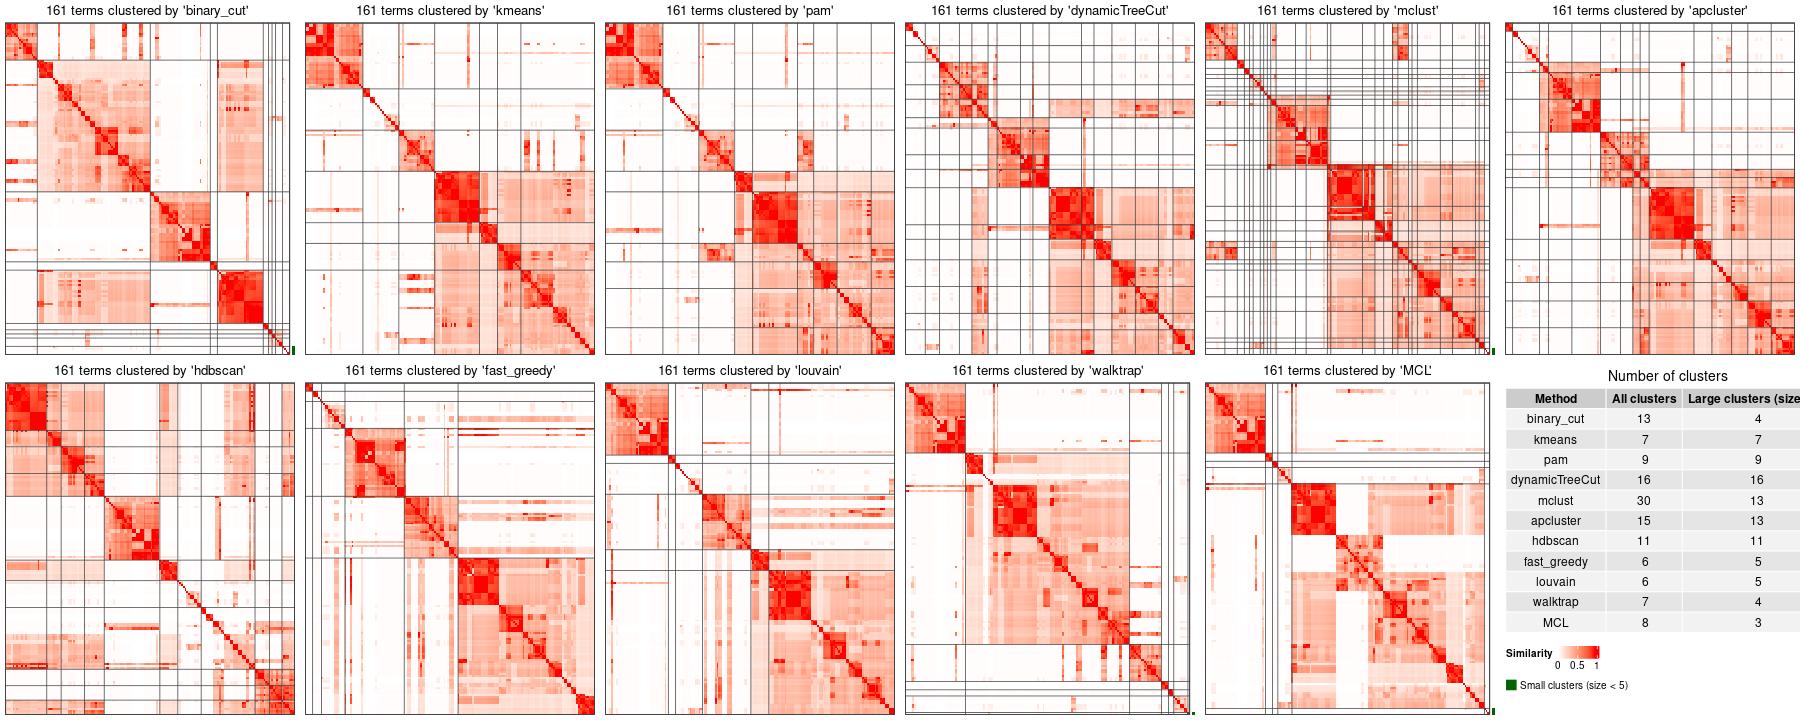 161 terms clustered by 'binary_cut'
161 terms clustered by 'kmeans'
161 terms clustered by 'pam'
161 terms clustered by 'dynamicTreeCut'
161 terms clustered by 'mclust'
161 terms clustered by 'apcluster'
161 terms clustered by 'hdbscan'
161 terms clustered by 'fast_greedy'
161 terms clustered by 'louvain'
161 terms clustered by 'walktrap'
161 terms clustered by 'MCL'
Number of clusters
Method All clusters Large clusters (size
binary_cut 13 4
kmeans 7 7
pam 9 9
dynamicTreeCut 16 16
mclust 30 13
apcluster 15 13
hdbscan 11 11
fast_greedy 6 5
louvain 6 5
walktrap 7 4
MCL 8 3
Similarity
0 0.5 1
Small clusters (size < 5)